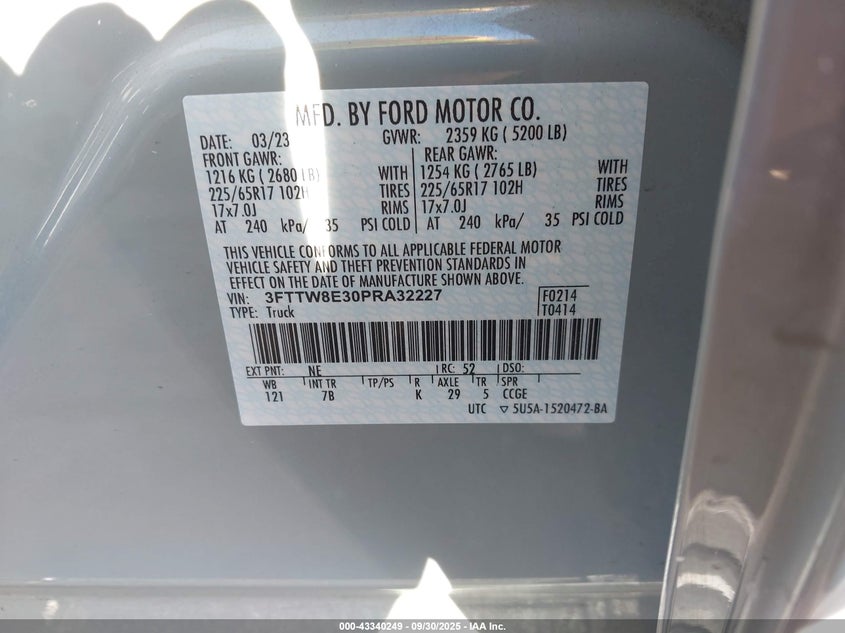 MFD. BY FORD MOTOR CO.
DATE: 03/23 GVWR: 2359 KG ( 5200 LB)
FRONT GAWR: REAR GAWR:
1216 KG ( 2680 LB) WITH 1254 KG ( 2765 LB) WITH
225/65R17 102H TIRES 225/65R17 102H TIRES
17x7.0J RIMS 17x7.0J RIMS
AT 240 kPa/ 35 PSI COLD AT 240 kPa/ 35 PSI COLD
THIS VEHICLE CONFORMS TO ALL APPLICABLE FEDERAL MOTOR
VEHICLE SAFETY AND THEFT PREVENTION STANDARDS IN
EFFECT ON THE DATE OF MANUFACTURE SHOWN ABOVE.
VIN: 3FTTW8E30PRA32227 F0214
TYPE: Truck T0414
EXT PNT: NE RC: 52 DSO:
WB INT TR TP/PS R AXLE TR SPR
121 7B K 29 5 CCGE
UTC ▽ 5U5A-1520472-BA
000-43340249 - 09/30/2025 - IAA Inc.